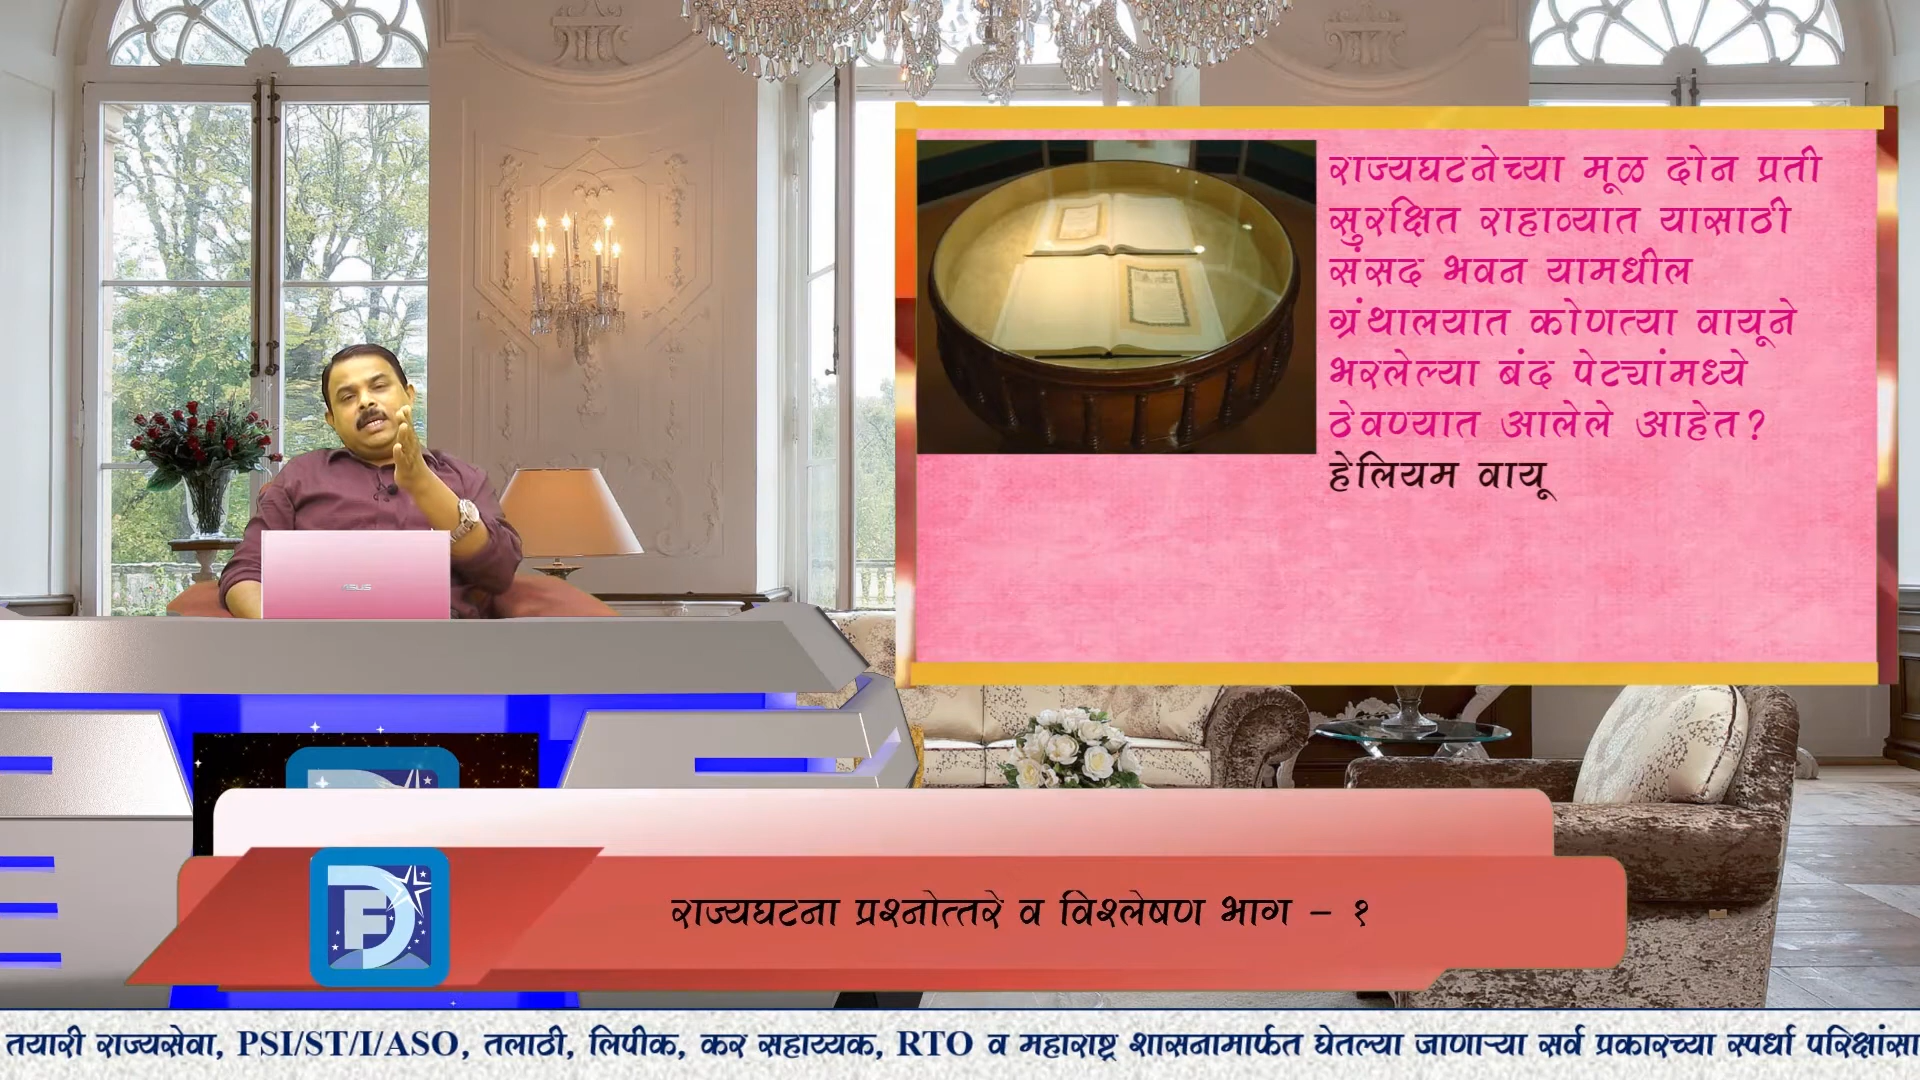 राज्यघटनेच्या मूळ दोन प्रती
सुरक्षित राहाव्यात यासाठी
संसद भवन यामधील
ग्रंथालयात कोणत्या वायूने
भरलेल्या बंद पेट्यांमध्ये
ठेवण्यात आलेले आहेत?
हेलियम वायू
ASUS
राज्यघटना प्रश्नोत्तरे व विश्लेषण भाग – १
तयारी राज्यसेवा, PSI/ST/I/ASO, तलाठी, लिपीक, कर सहाय्यक, RTO व महाराष्ट्र शासनामार्फत घेतल्या जाणाऱ्या सर्व प्रकारच्या स्पर्धा परिक्षांसा